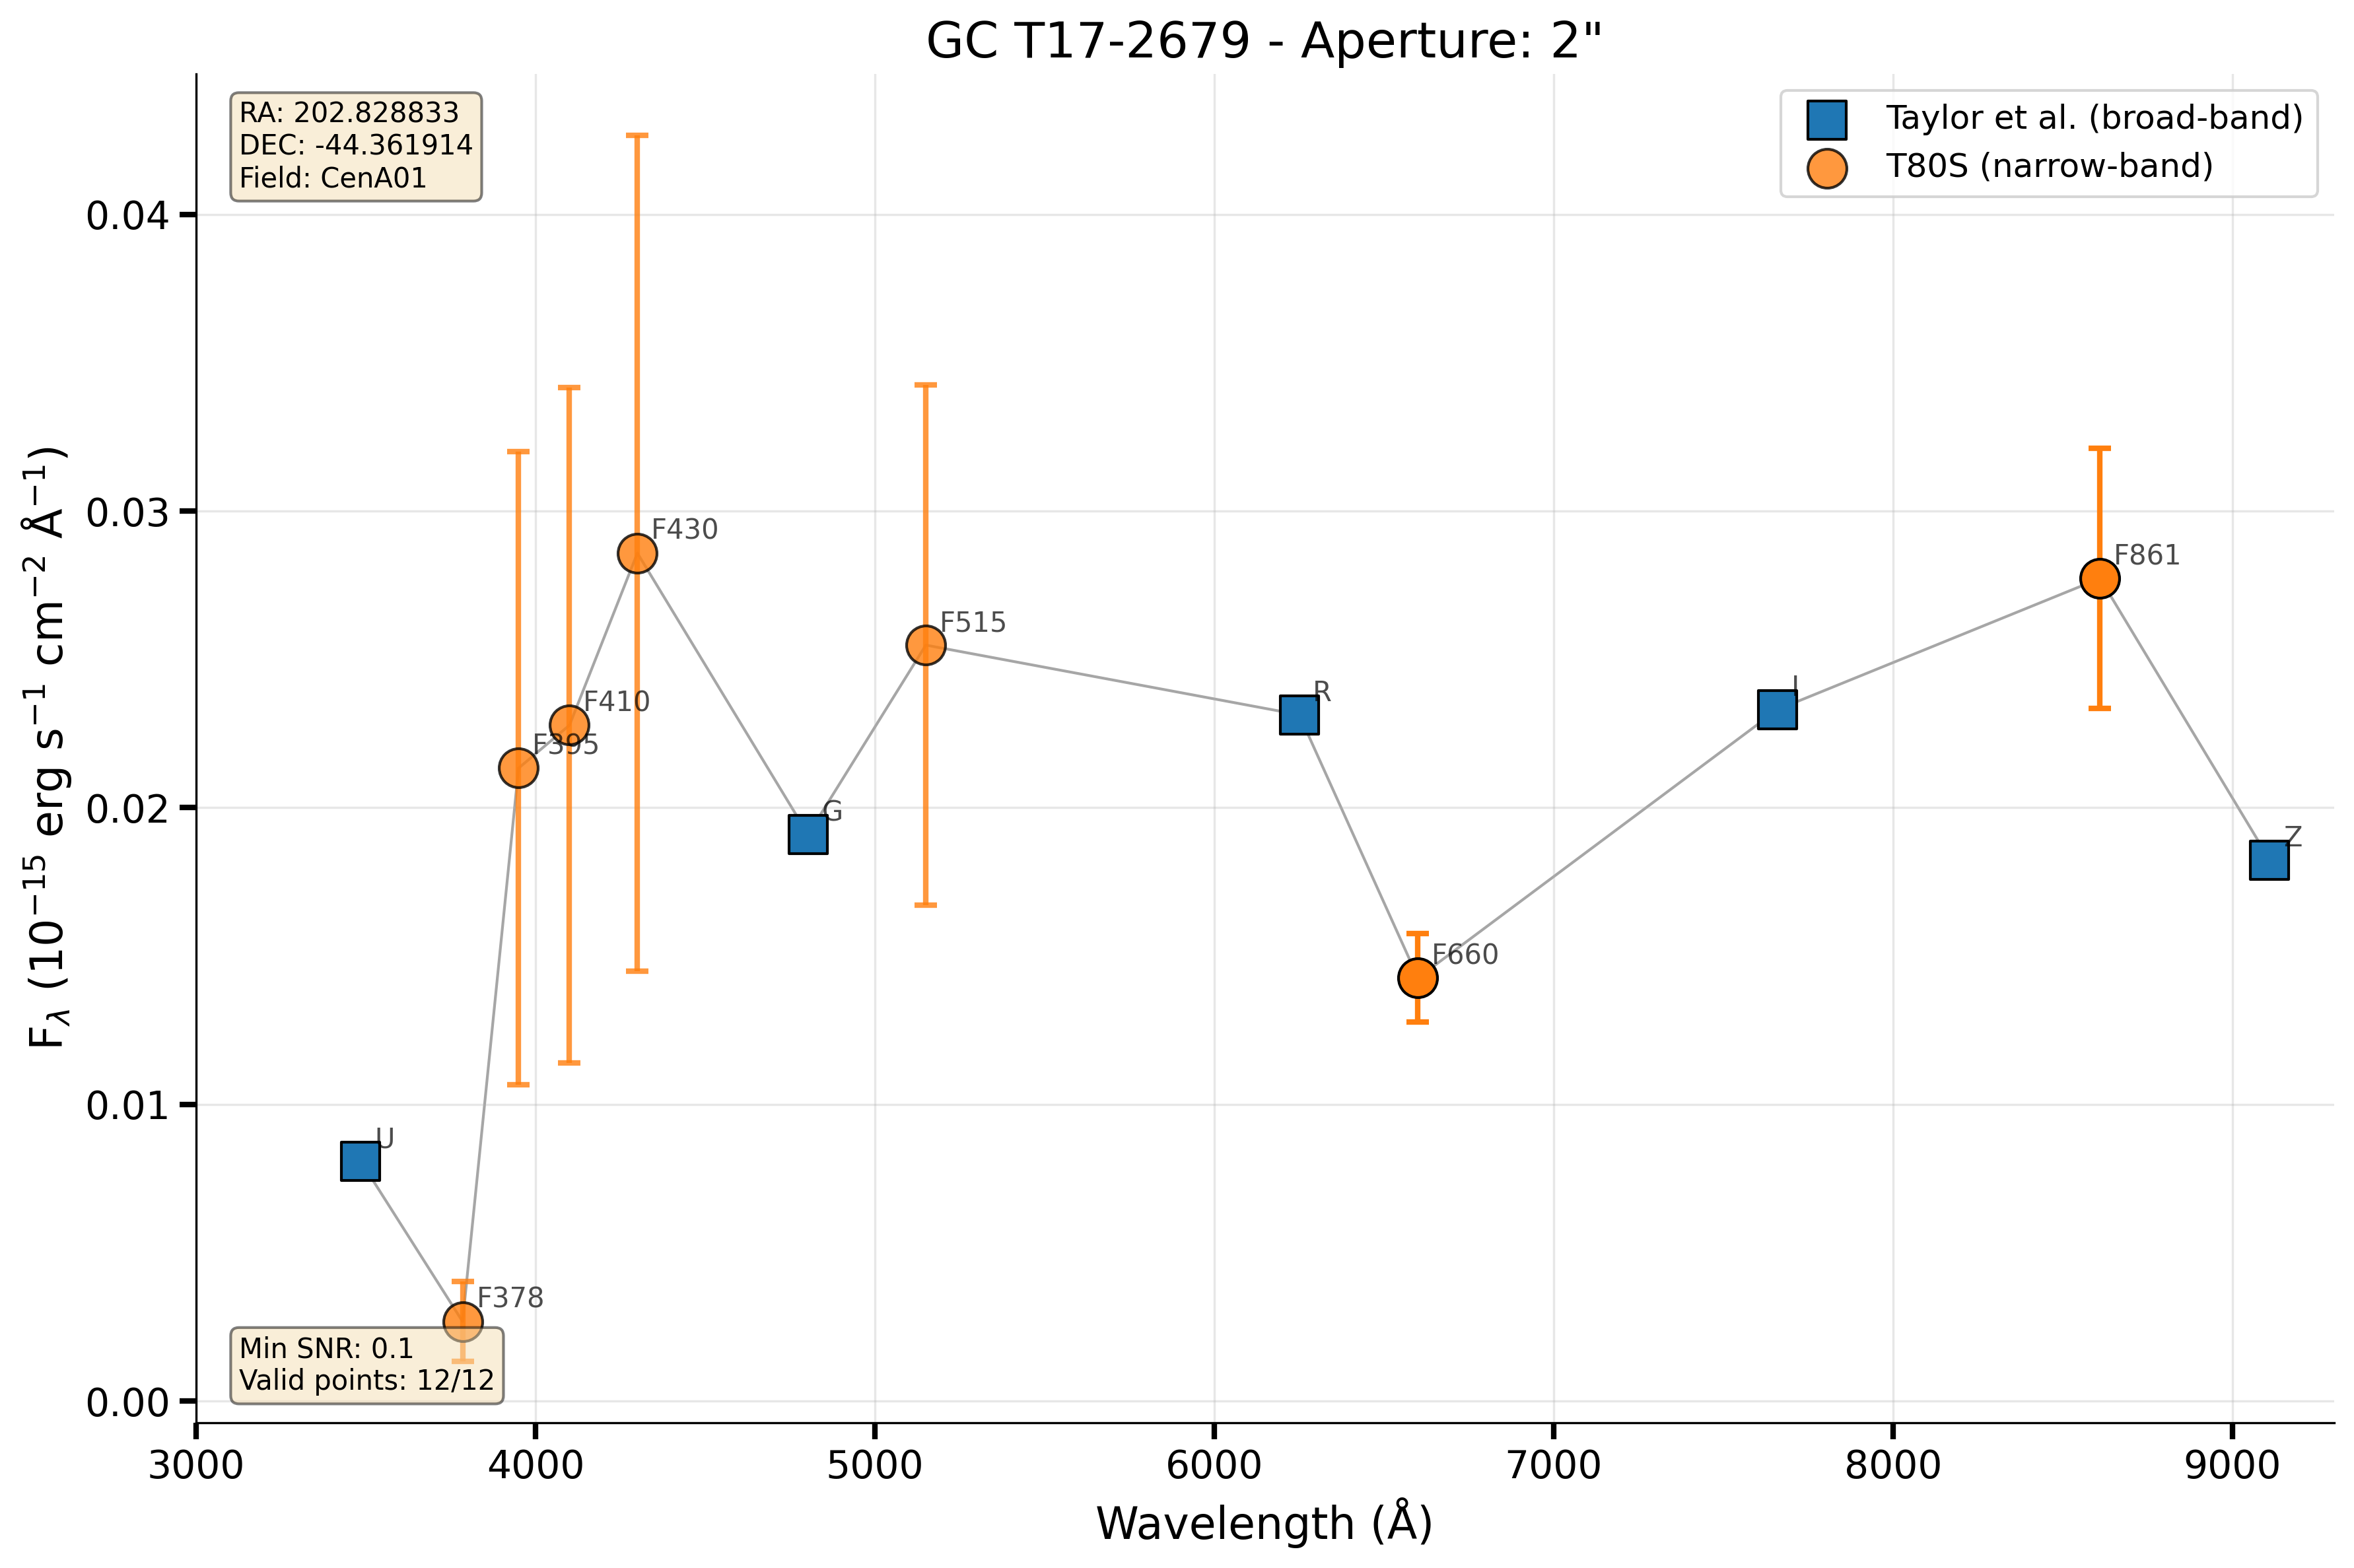 GC T17-2679 - Aperture: 2"
RA: 202.828833
DEC: -44.361914
Field: CenA01
Taylor et al. (broad-band)
T80S (narrow-band)
0.04
0.03
0.02
0.01
0.00
F$_{λ}$ (10$^{−15}$ erg s$^{−1}$ cm$^{−2}$ Å$^{−1}$)
U
F378
F395
F410
F430
G
F515
R
F660
I
F861
Z
Min SNR: 0.1
Valid points: 12/12
3000 4000 5000 6000 7000 8000 9000
Wavelength (Å)